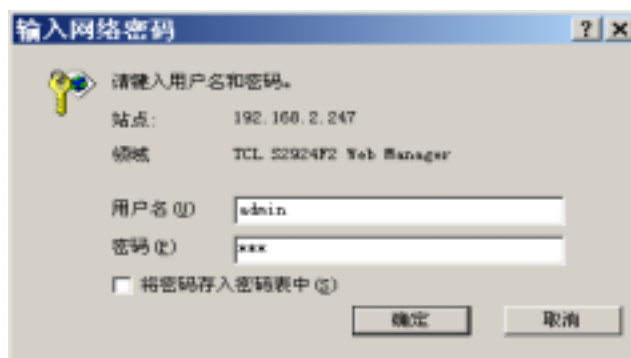 输入网络密码
请键入用户名和密码。
站点: 192.168.2.247
领域 TCL S2924F2 Web Manager
用户名(U) admin
密码(P) ***
将密码存入密码表中(S)
确定 取消